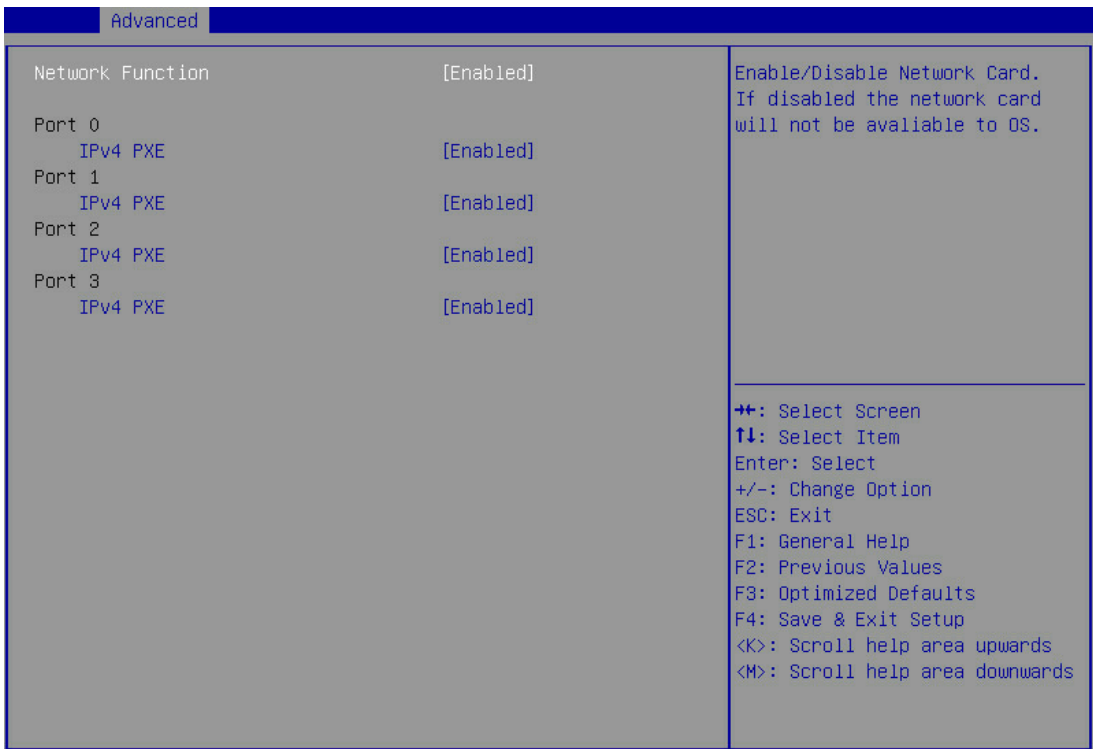 Advanced
Network Function [Enabled]
Port 0
IPv4 PXE [Enabled]
Port 1
IPv4 PXE [Enabled]
Port 2
IPv4 PXE [Enabled]
Port 3
IPv4 PXE [Enabled]
Enable/Disable Network Card.
If disabled the network card
will not be avaliable to OS.
→←: Select Screen
↑↓: Select Item
Enter: Select
+/-: Change Option
ESC: Exit
F1: General Help
F2: Previous Values
F3: Optimized Defaults
F4: Save & Exit Setup
<K>: Scroll help area upwards
<M>: Scroll help area downwards